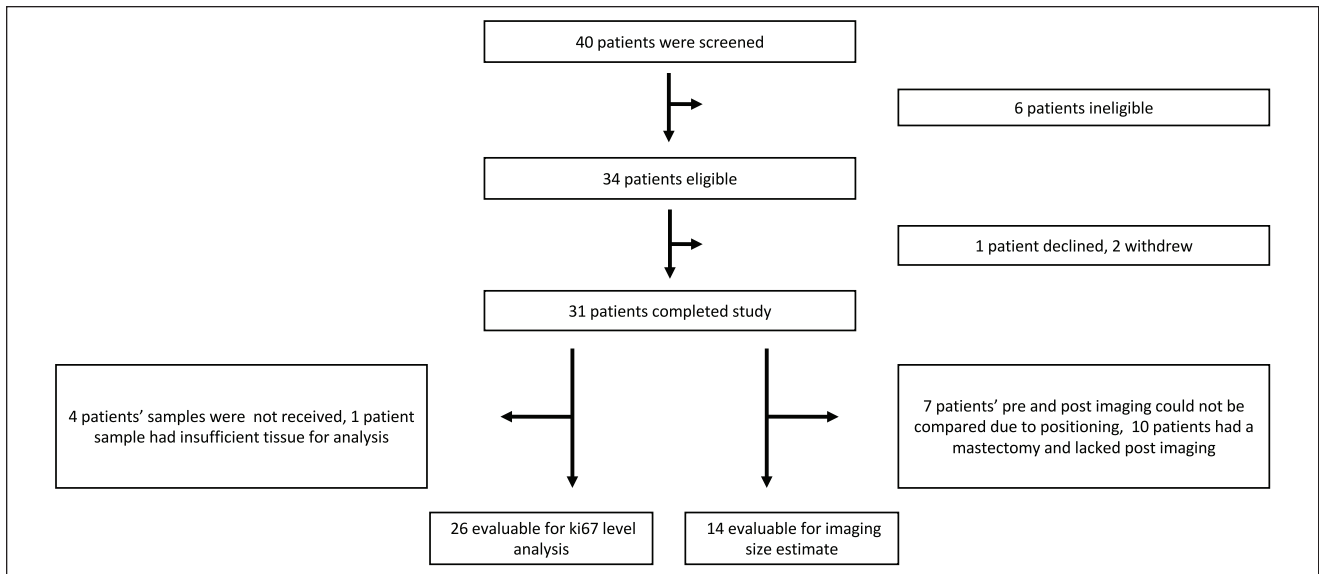 40 patients were screened
6 patients ineligible
34 patients eligible
1 patient declined, 2 withdrew
31 patients completed study
4 patients’ samples were not received, 1 patient
sample had insufficient tissue for analysis
7 patients’ pre and post imaging could not be
compared due to positioning, 10 patients had a
mastectomy and lacked post imaging
26 evaluable for ki67 level
analysis
14 evaluable for imaging
size estimate